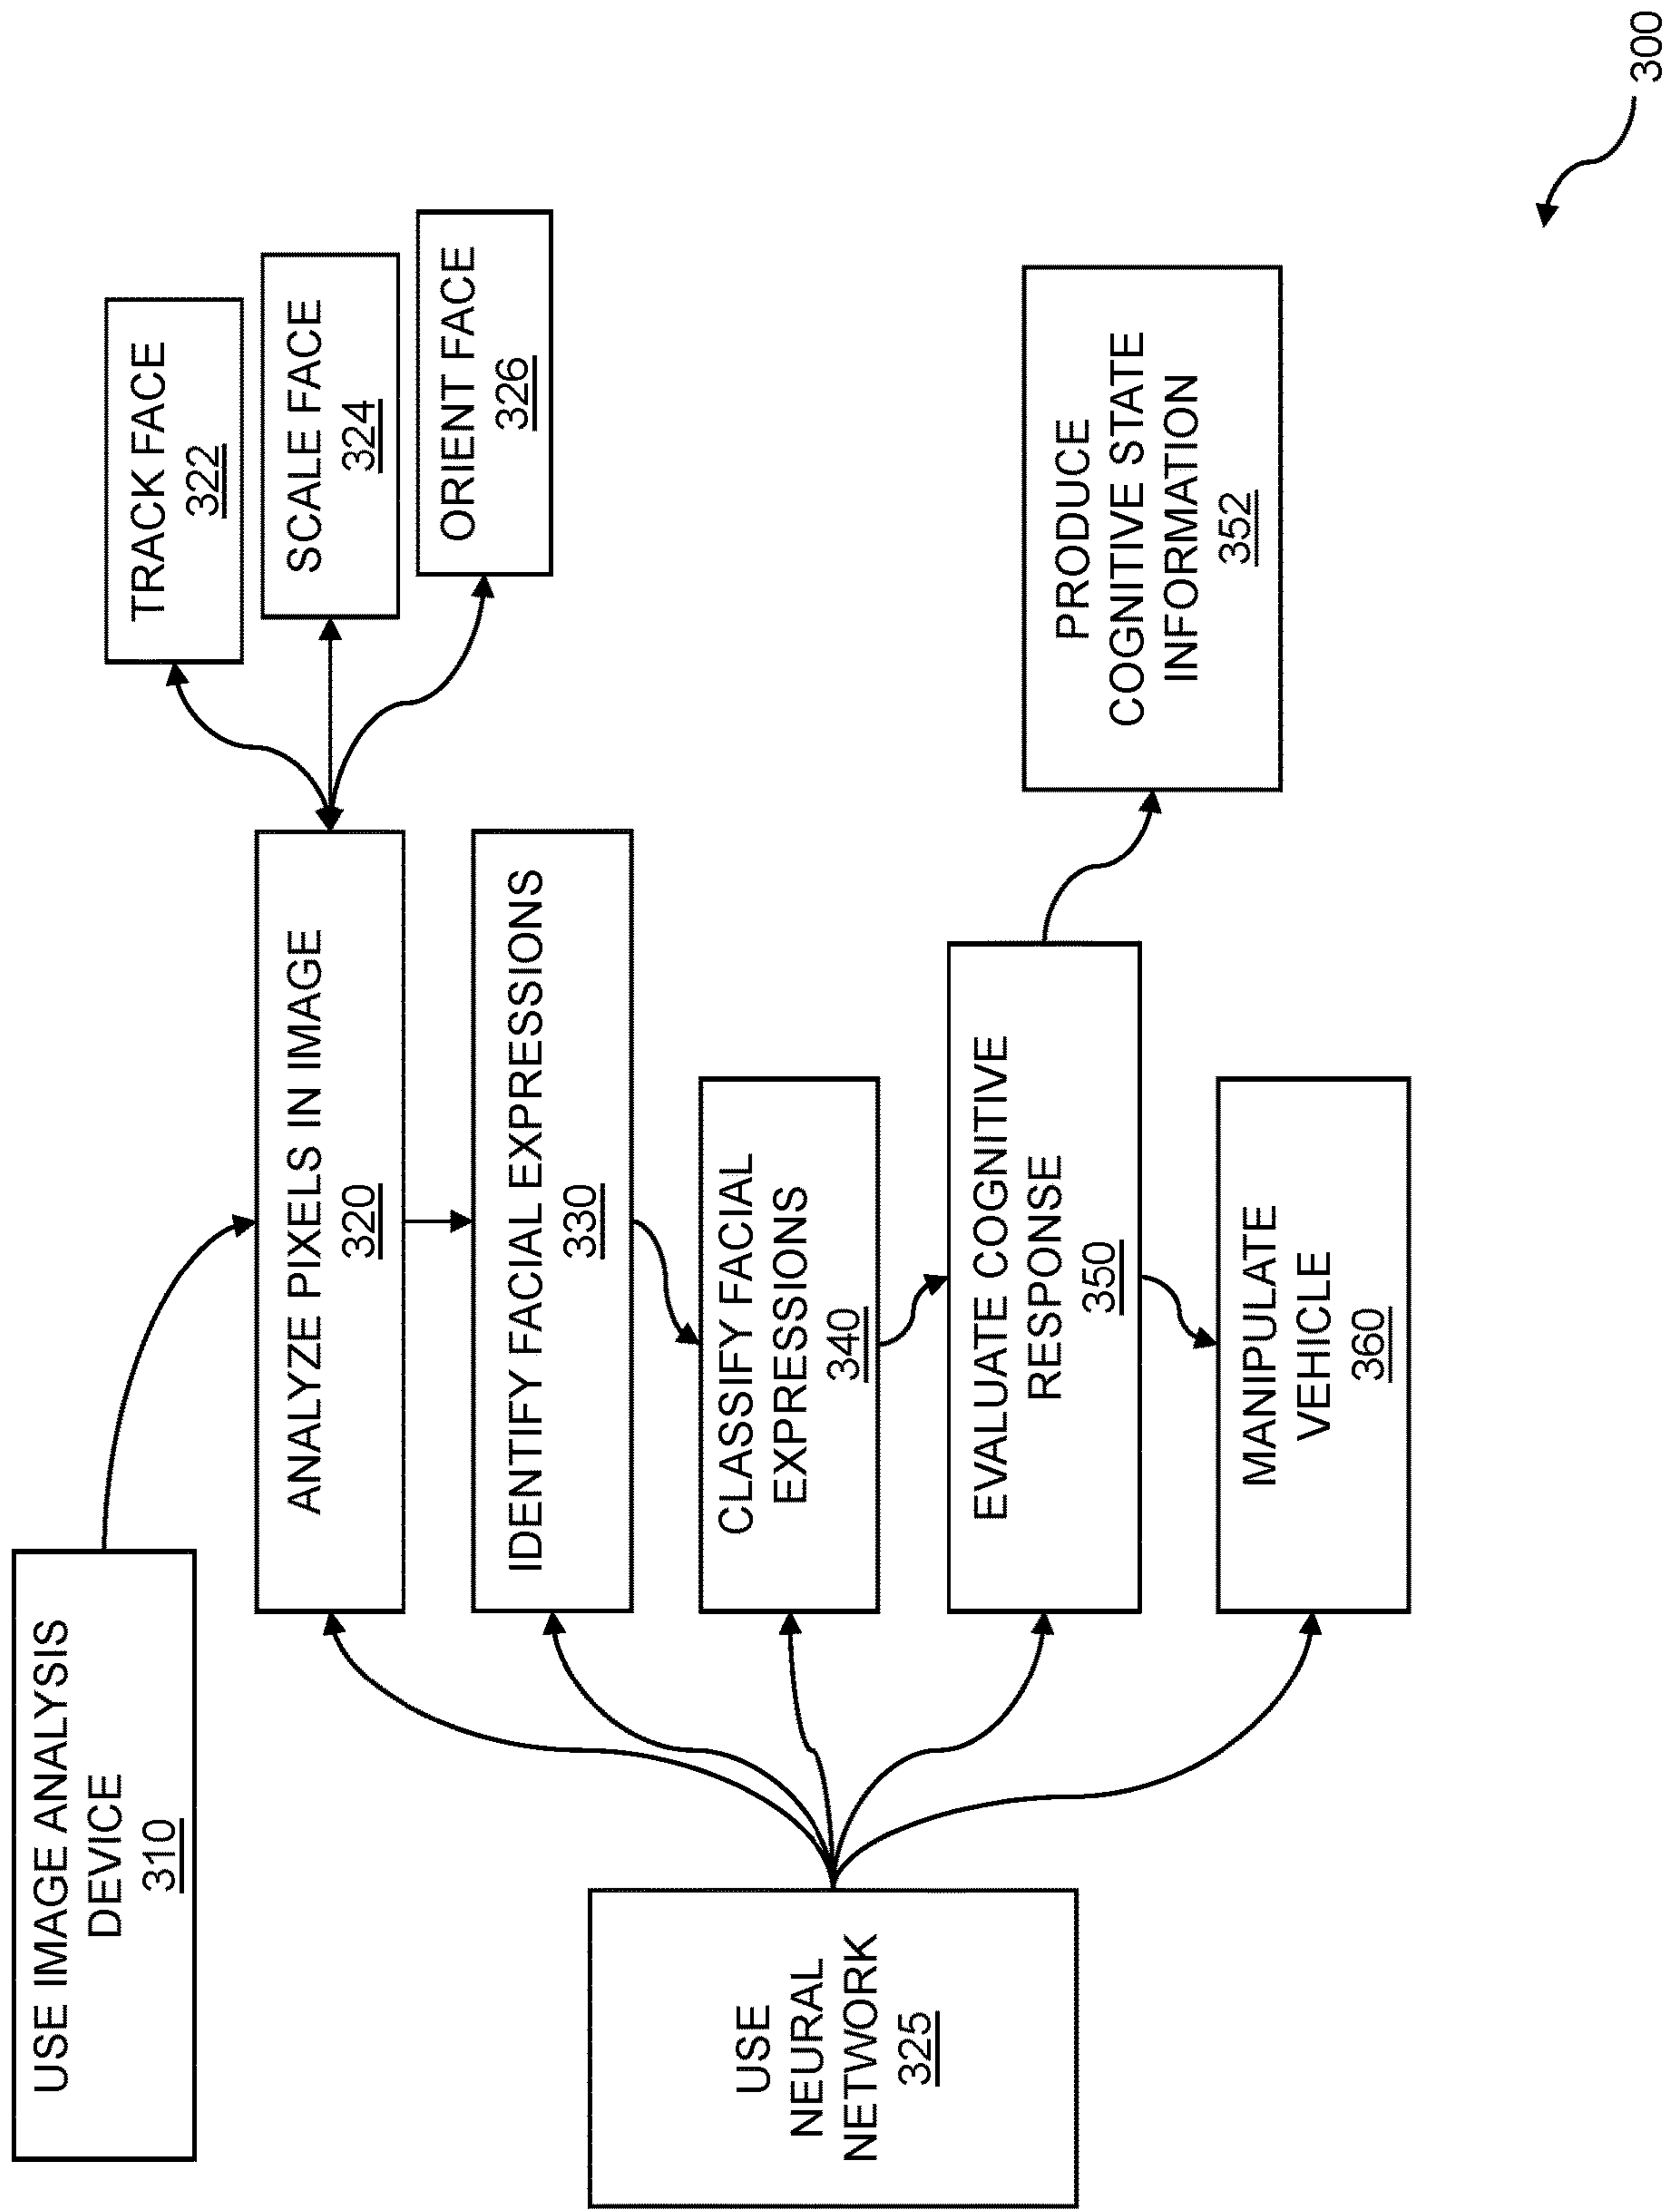 USE IMAGE ANALYSIS
DEVICE
310
ANALYZE PIXELS IN IMAGE
320
TRACK FACE
322
SCALE FACE
324
ORIENT FACE
326
USE
NEURAL
NETWORK
325
IDENTIFY FACIAL EXPRESSIONS
330
CLASSIFY FACIAL
EXPRESSIONS
340
EVALUATE COGNITIVE
RESPONSE
350
PRODUCE
COGNITIVE STATE
INFORMATION
352
MANIPULATE
VEHICLE
360
300